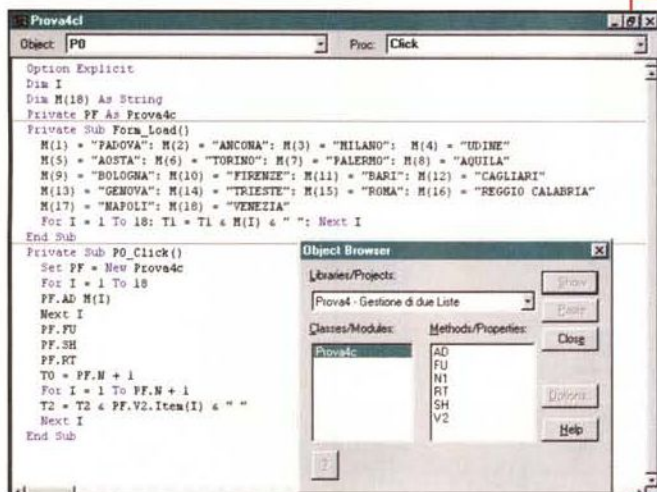 Prova4cl
Object: P0 Proc: Click
Option Explicit
Dim I
Dim M(18) As String
Private PF As Prova4c
Private Sub Form_Load()
M(1) = "PADOVA": M(2) = "ANCONA": M(3) = "MILANO": M(4) = "UDINE"
M(5) = "AOSTA": M(6) = "TORINO": M(7) = "PALERMO": M(8) = "AQUILA"
M(9) = "BOLOGNA": M(10) = "FIRENZE": M(11) = "BARI": M(12) = "CAGLIARI"
M(13) = "GENOVA": M(14) = "TRIESTE": M(15) = "ROMA": M(16) = "REGGIO CALABRIA"
M(17) = "NAPOLI": M(18) = "VENEZIA"
For I = 1 To 18: T1 = T1 & M(I) & " ": Next I
End Sub
Private Sub P0_Click()
Set PF = New Prova4c
For I = 1 To 18
PF.AD M(I)
Next I
PF.FU
PF.SH
PF.RT
T0 = PF.N + 1
For I = 1 To PF.N + 1
T2 = T2 & PF.V2.Item(I) & " "
Next I
End Sub
Object Browser
Libraries/Projects:
Prova4 - Gestione di due Liste
Classes/Modules:
Prova4c
Methods/Properties:
AD
FU
N1
RT
SH
V2
Show
Paste
Close
Options
Help
?